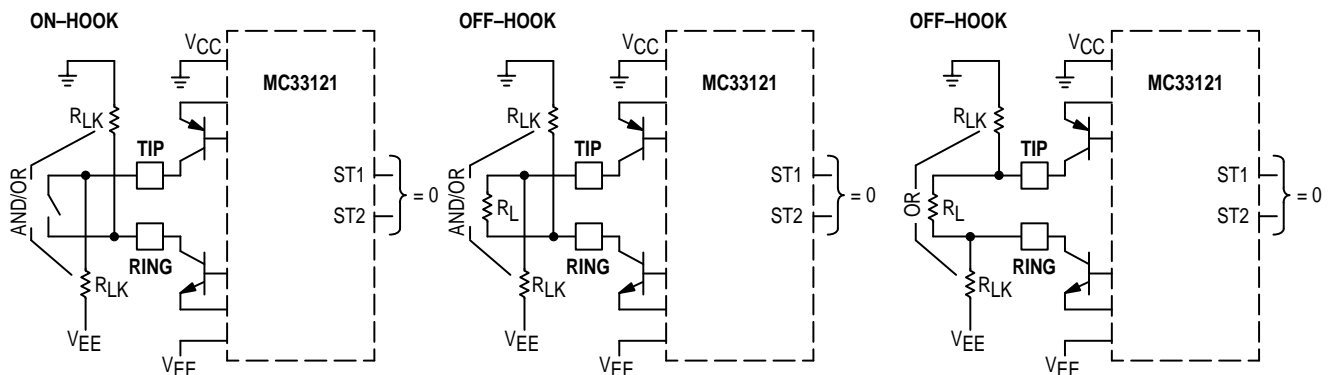 ON–HOOK
VCC
MC33121
RLK
TIP
AND/OR
ST1
ST2
= 0
RING
RLK
VEE
VEE
OFF–HOOK
VCC
MC33121
RLK
TIP
AND/OR
RL
ST1
ST2
= 0
RING
RLK
VEE
VEE
OFF–HOOK
VCC
MC33121
RLK
TIP
OR
RL
ST1
ST2
= 0
RING
RLK
VEE
VEE